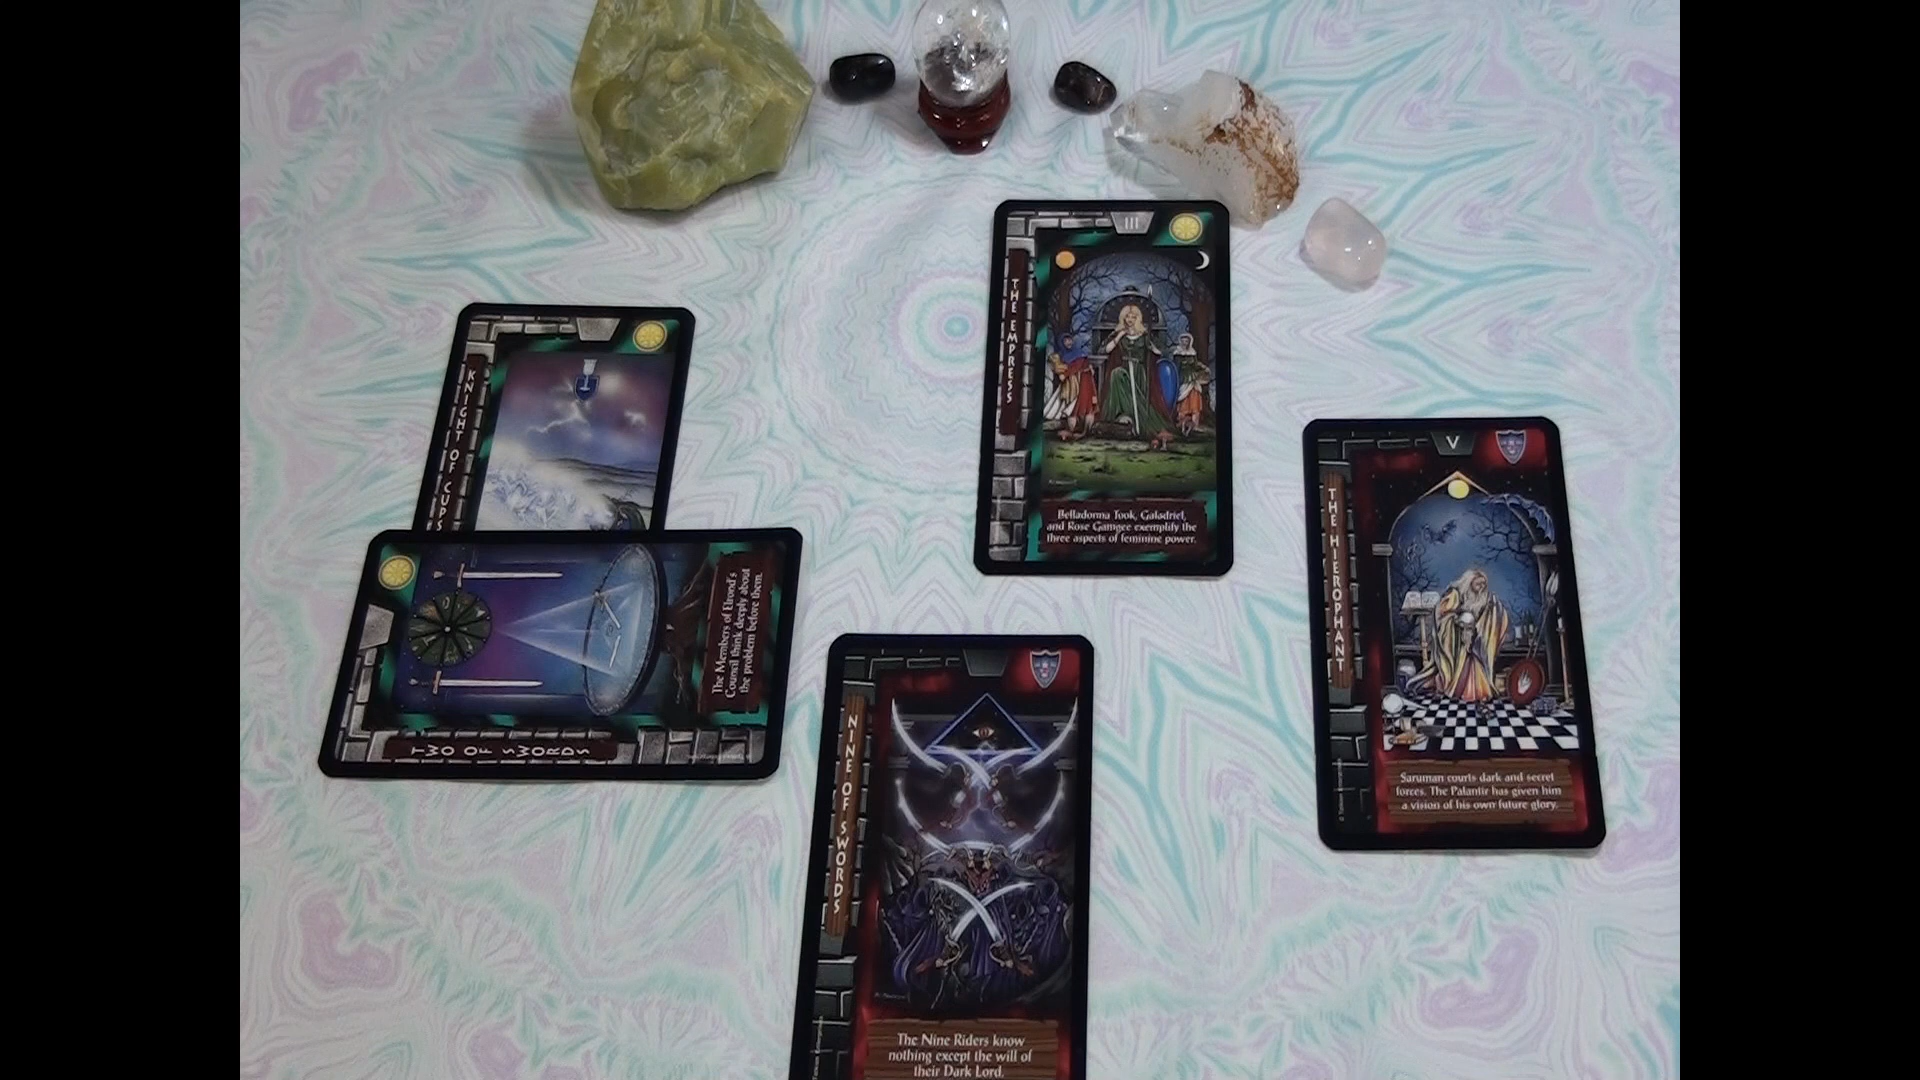 III
THE EMPRESS
Belladonna Took, Galadriel,
and Rose Gamgee exemplify the
three aspects of feminine power.
KNIGHT OF CUPS
TWO OF SWORDS
The Members of Elrond's
Council think deeply about
the problem before them.
V
THE HIEROPHANT
Saruman courts dark and secret
forces. The Palantir has given him
a vision of his own future glory.
NINE OF SWORDS
The Nine Riders know
nothing except the will of
their Dark Lord.